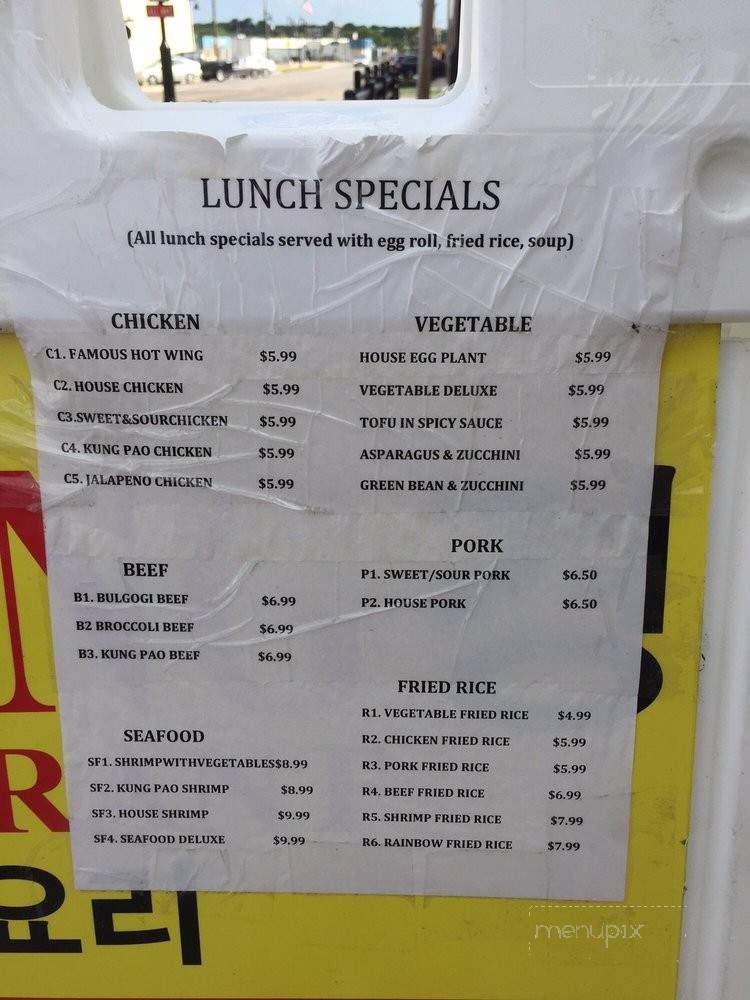 LUNCH SPECIALS
(All lunch specials served with egg roll, fried rice, soup)
CHICKEN
C1. FAMOUS HOT WING $5.99
C2. HOUSE CHICKEN $5.99
C3.SWEET&SOURCHICKEN $5.99
C4. KUNG PAO CHICKEN $5.99
C5. JALAPENO CHICKEN $5.99
BEEF
B1. BULGOGI BEEF $6.99
B2 BROCCOLI BEEF $6.99
B3. KUNG PAO BEEF $6.99
SEAFOOD
SF1. SHRIMPWITHVEGETABLES$8.99
SF2. KUNG PAO SHRIMP $8.99
SF3. HOUSE SHRIMP $9.99
SF4. SEAFOOD DELUXE $9.99
VEGETABLE
HOUSE EGG PLANT $5.99
VEGETABLE DELUXE $5.99
TOFU IN SPICY SAUCE $5.99
ASPARAGUS & ZUCCHINI $5.99
GREEN BEAN & ZUCCHINI $5.99
PORK
P1. SWEET/SOUR PORK $6.50
P2. HOUSE PORK $6.50
FRIED RICE
R1. VEGETABLE FRIED RICE $4.99
R2. CHICKEN FRIED RICE $5.99
R3. PORK FRIED RICE $5.99
R4. BEEF FRIED RICE $6.99
R5. SHRIMP FRIED RICE $7.99
R6. RAINBOW FRIED RICE $7.99
R
리
menupix